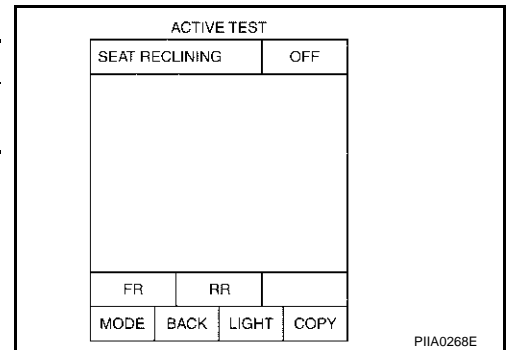 ACTIVE TEST
SEAT RECLINING OFF
FR RR
MODE BACK LIGHT COPY
PIIA0268E